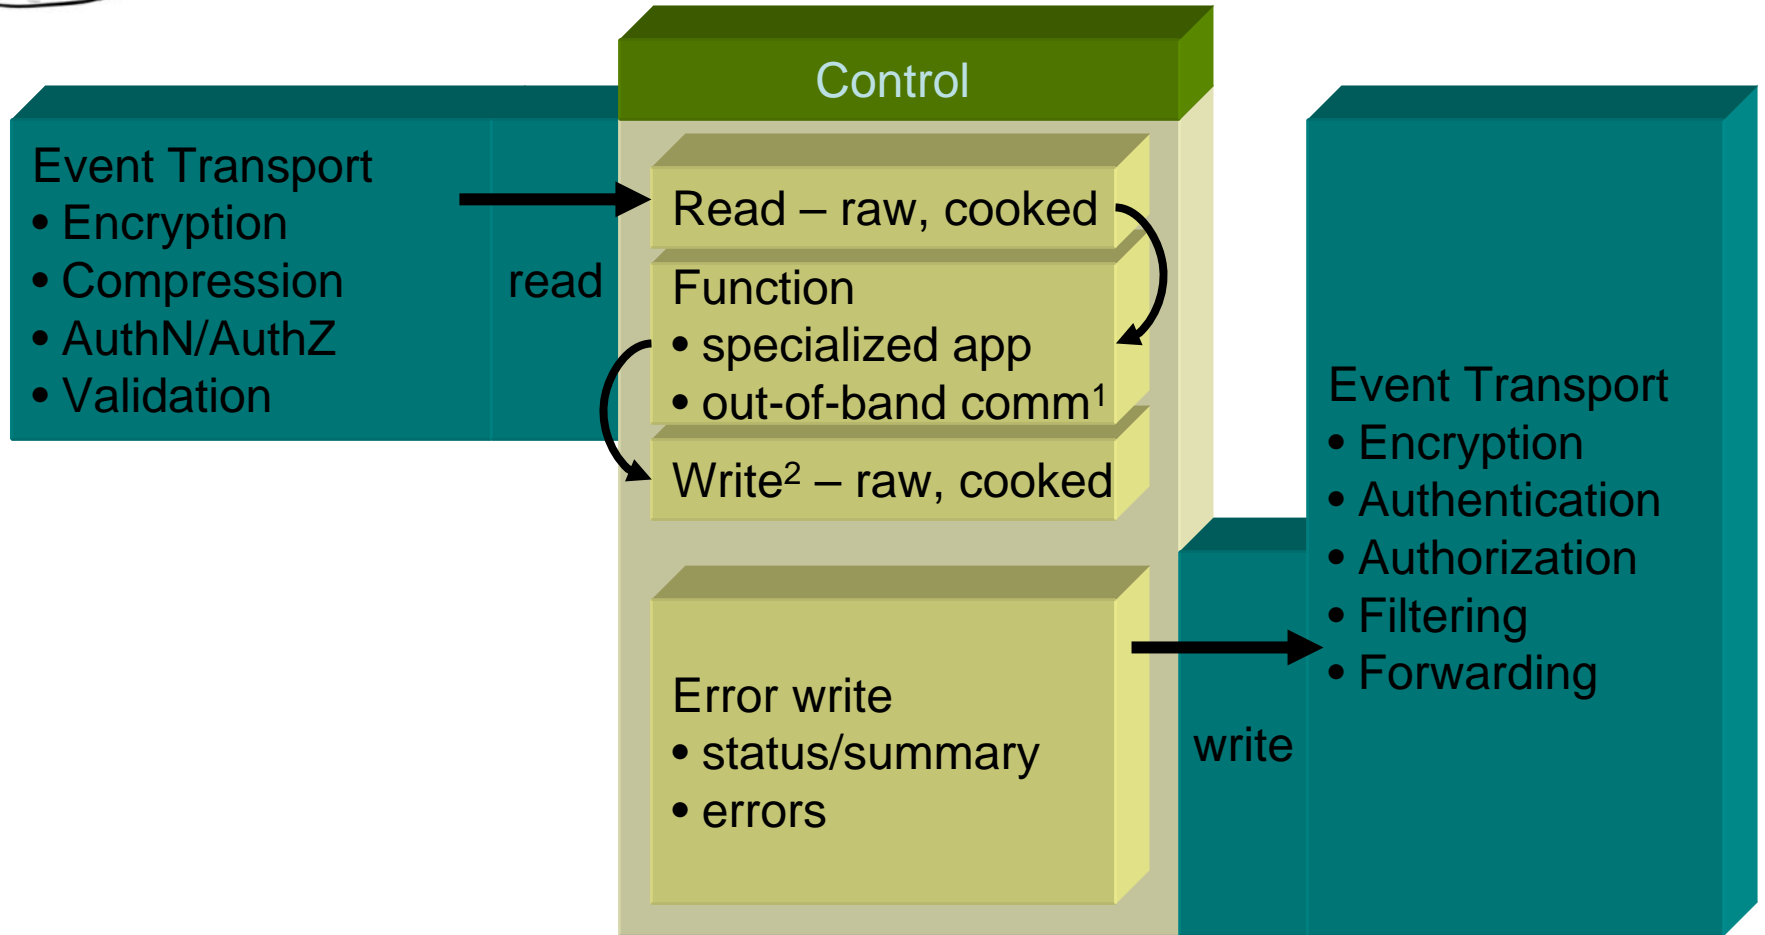 Control
Event Transport
• Encryption
• Compression
• AuthN/AuthZ
• Validation
read
Read – raw, cooked
Function
• specialized app
• out-of-band comm¹
Write² – raw, cooked
Error write
• status/summary
• errors
write
Event Transport
• Encryption
• Authentication
• Authorization
• Filtering
• Forwarding